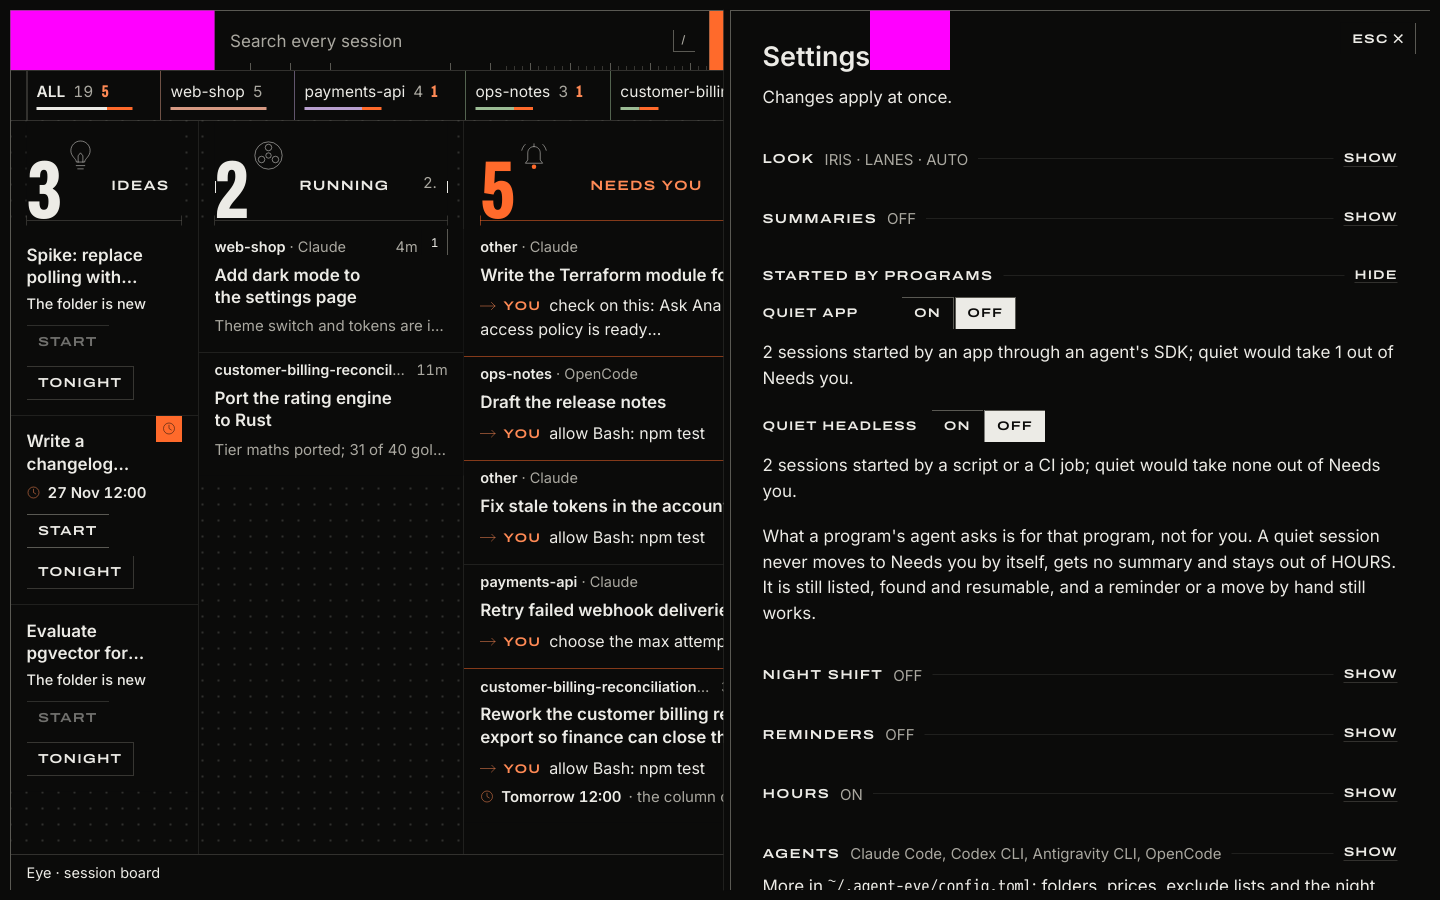 Search every session
/
ALL 19 5
web-shop 5
payments-api 4 1
ops-notes 3 1
customer-billin
3 IDEAS
Spike: replace
polling with…
The folder is new
START
TONIGHT
Write a
changelog…
27 Nov 12:00
START
TONIGHT
Evaluate
pgvector for…
The folder is new
START
TONIGHT
2 RUNNING 2.
web-shop · Claude 4m 1
Add dark mode to
the settings page
Theme switch and tokens are i…
customer-billing-reconcil… 11m
Port the rating engine
to Rust
Tier maths ported; 31 of 40 gol…
5 NEEDS YOU
other · Claude
Write the Terraform module fo
→ YOU check on this: Ask Ana
access policy is ready…
ops-notes · OpenCode
Draft the release notes
→ YOU allow Bash: npm test
other · Claude
Fix stale tokens in the accoun
→ YOU allow Bash: npm test
payments-api · Claude
Retry failed webhook deliverie
→ YOU choose the max attemp
customer-billing-reconciliation…
Rework the customer billing re
export so finance can close th
→ YOU allow Bash: npm test
Tomorrow 12:00 · the column
Eye · session board
Settings
ESC ×
Changes apply at once.
LOOK IRIS · LANES · AUTO SHOW
SUMMARIES OFF SHOW
STARTED BY PROGRAMS HIDE
QUIET APP ON OFF
2 sessions started by an app through an agent's SDK; quiet would take 1 out of
Needs you.
QUIET HEADLESS ON OFF
2 sessions started by a script or a CI job; quiet would take none out of Needs
you.
What a program's agent asks is for that program, not for you. A quiet session
never moves to Needs you by itself, gets no summary and stays out of HOURS.
It is still listed, found and resumable, and a reminder or a move by hand still
works.
NIGHT SHIFT OFF SHOW
REMINDERS OFF SHOW
HOURS ON SHOW
AGENTS Claude Code, Codex CLI, Antigravity CLI, OpenCode SHOW
More in ~/.agent-eye/config.toml: folders, prices, exclude lists and the night